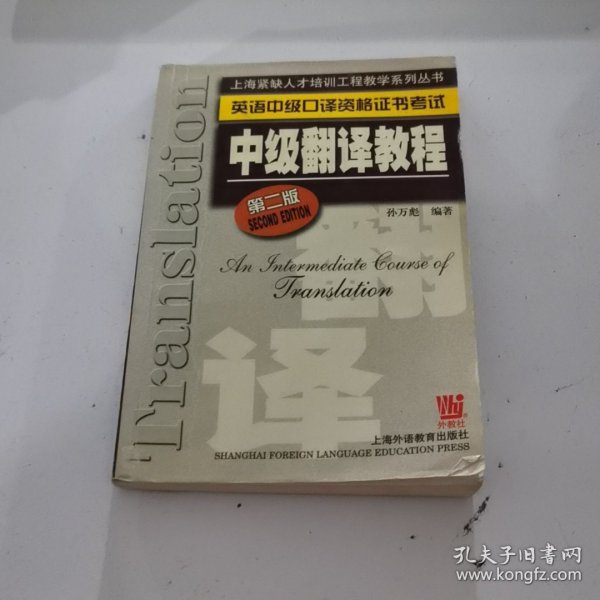 上海紧缺人才培训工程教学系列丛书
英语中级口译资格证书考试
中级翻译教程
第二版
SECOND EDITION
孙万彪 编著
An Intermediate Course of
Translation
Translation
翻
译
Nhj
外教社
上海外语教育出版社
SHANGHAI FOREIGN LANGUAGE EDUCATION PRESS
孔夫子旧书网
www.kongfz.com